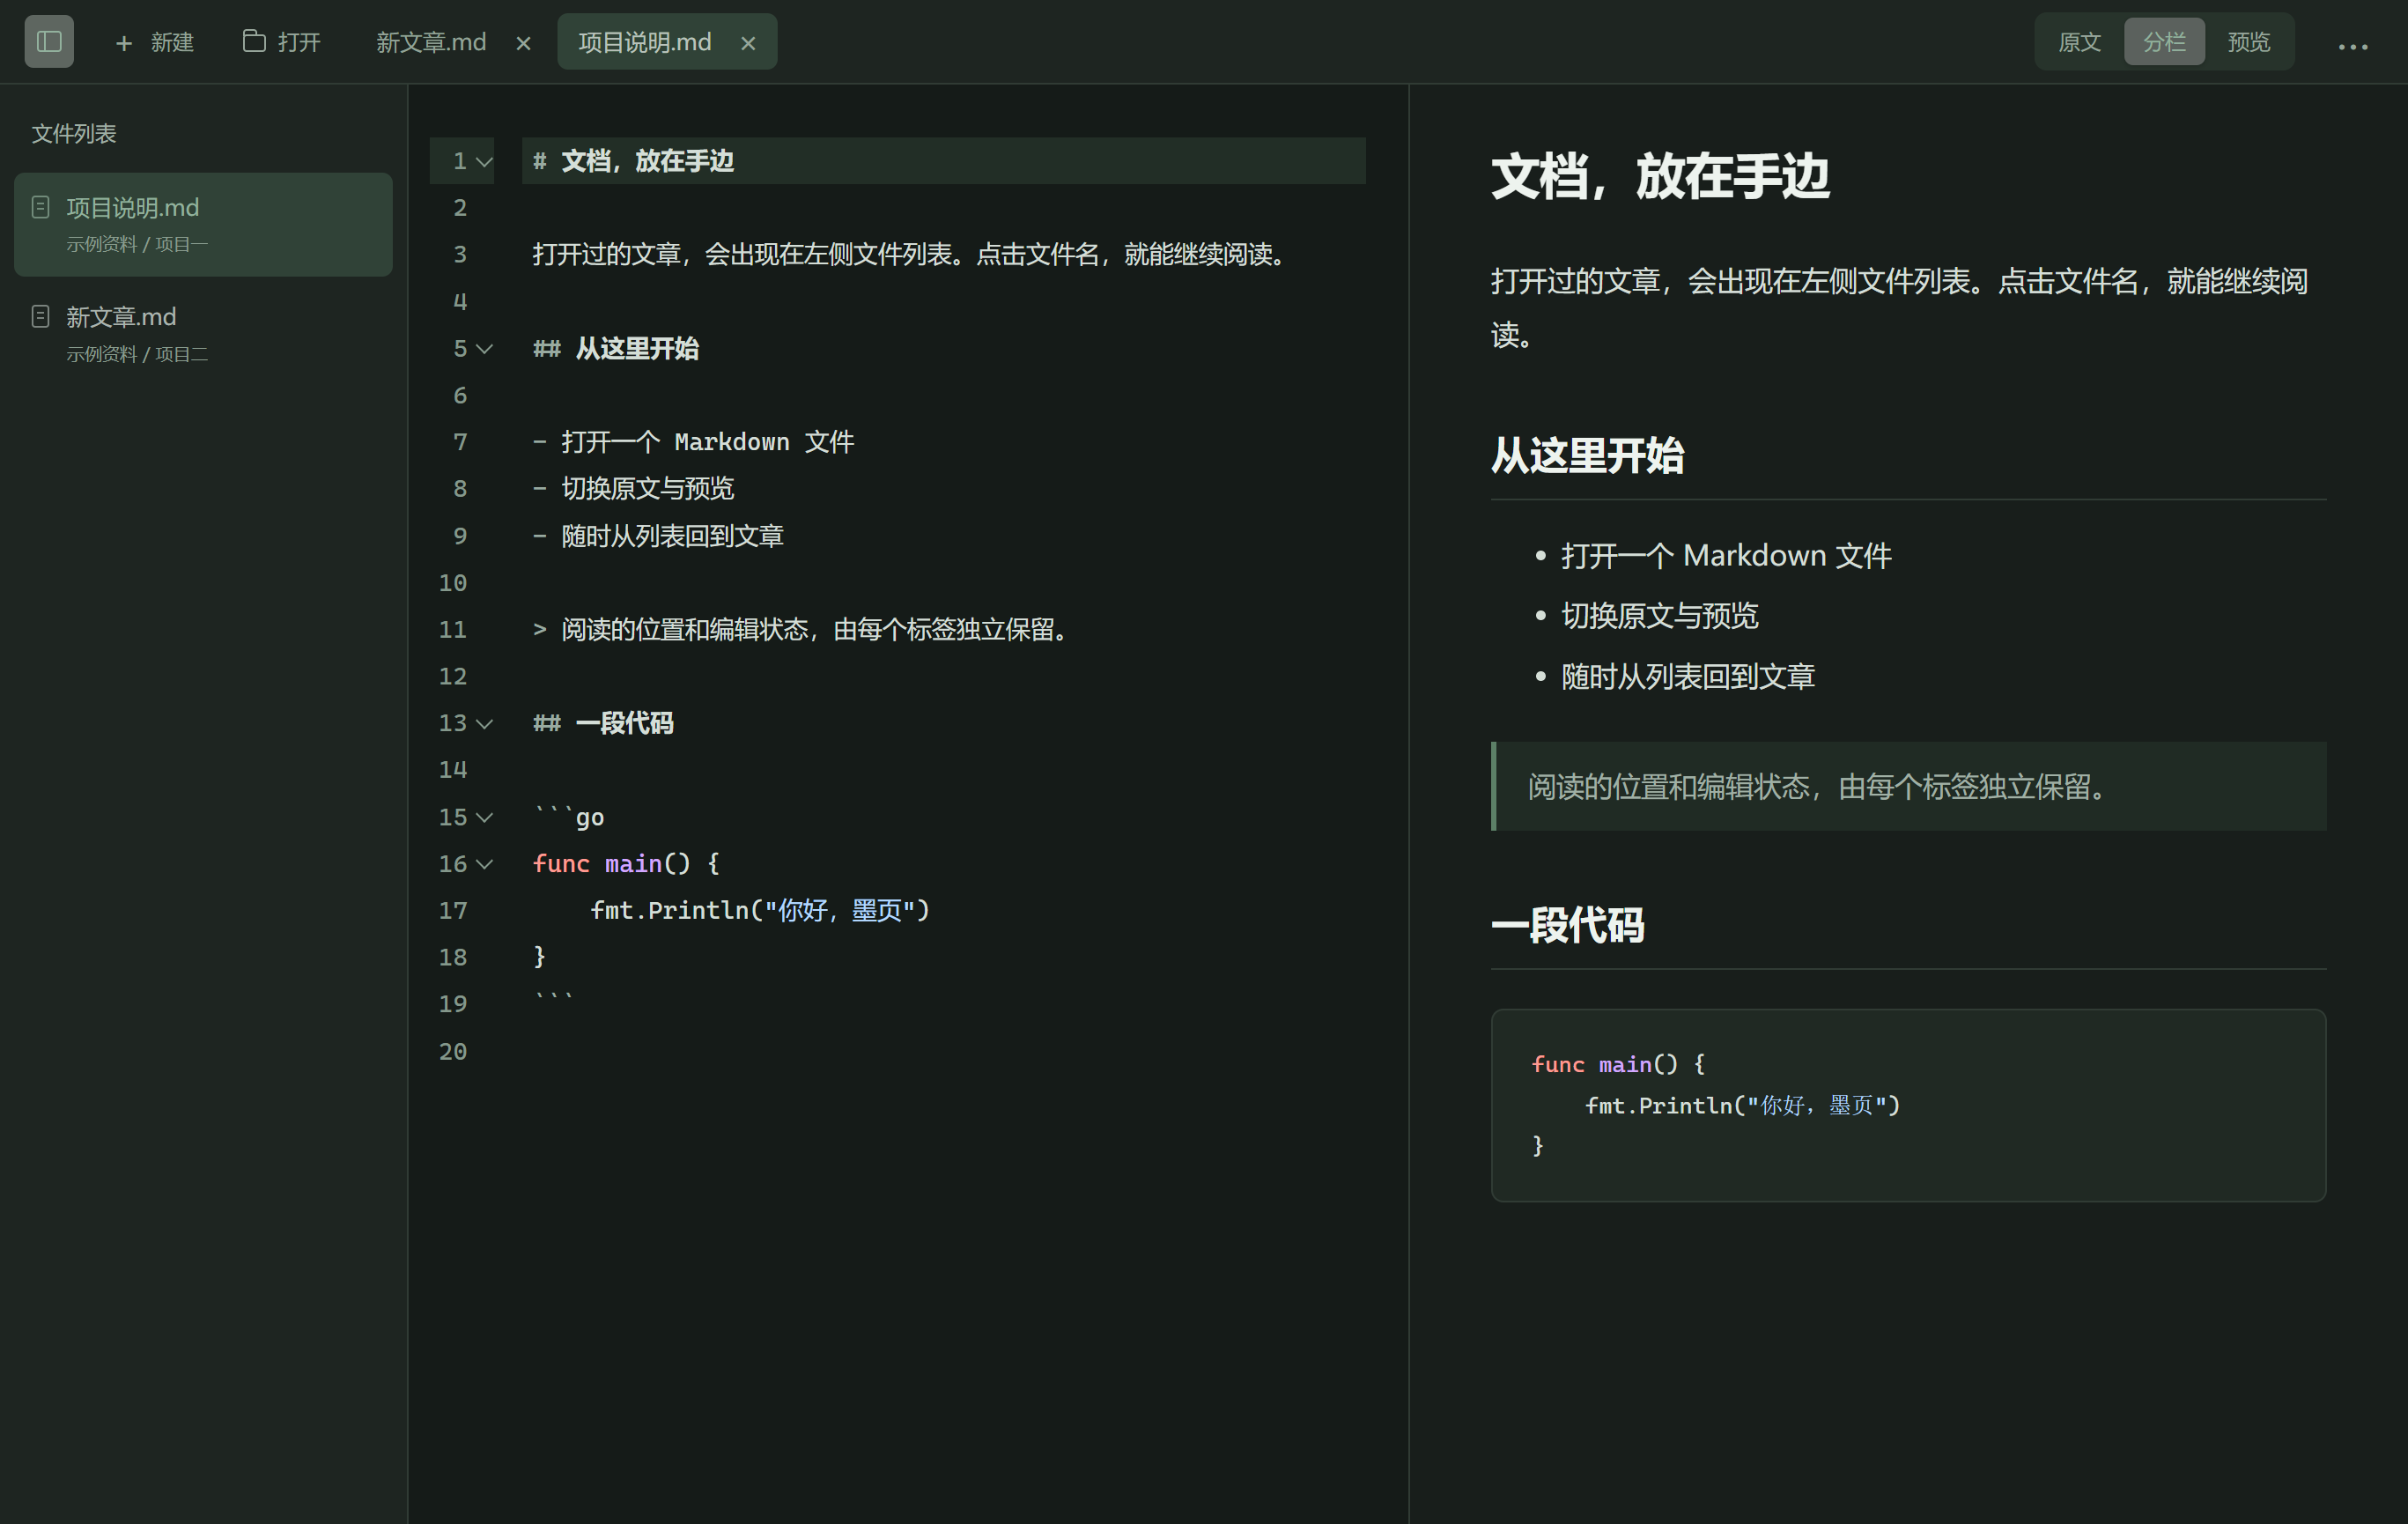 新建
打开
新文章.md
项目说明.md
原文
分栏
预览
文件列表
项目说明.md
示例资料 / 项目一
新文章.md
示例资料 / 项目二
1 # 文档，放在手边
2
3 打开过的文章，会出现在左侧文件列表。点击文件名，就能继续阅读。
4
5 ## 从这里开始
6
7 - 打开一个 Markdown 文件
8 - 切换原文与预览
9 - 随时从列表回到文章
10
11 > 阅读的位置和编辑状态，由每个标签独立保留。
12
13 ## 一段代码
14
15 ```go
16 func main() {
17     fmt.Println("你好，墨页")
18 }
19 ```
20
文档，放在手边
打开过的文章，会出现在左侧文件列表。点击文件名，就能继续阅
读。
从这里开始
• 打开一个 Markdown 文件
• 切换原文与预览
• 随时从列表回到文章
阅读的位置和编辑状态，由每个标签独立保留。
一段代码
func main() {
    fmt.Println("你好，墨页")
}